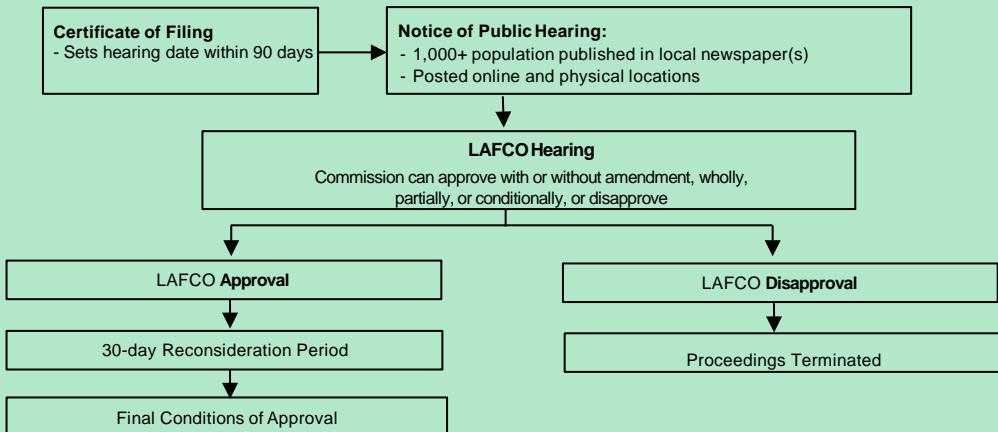 Certificate of Filing
- Sets hearing date within 90 days
Notice of Public Hearing:
- 1,000+ population published in local newspaper(s)
- Posted online and physical locations
LAFCO Hearing
Commission can approve with or without amendment, wholly,
partially, or conditionally, or disapprove
LAFCO Approval
LAFCO Disapproval
30-day Reconsideration Period
Proceedings Terminated
Final Conditions of Approval